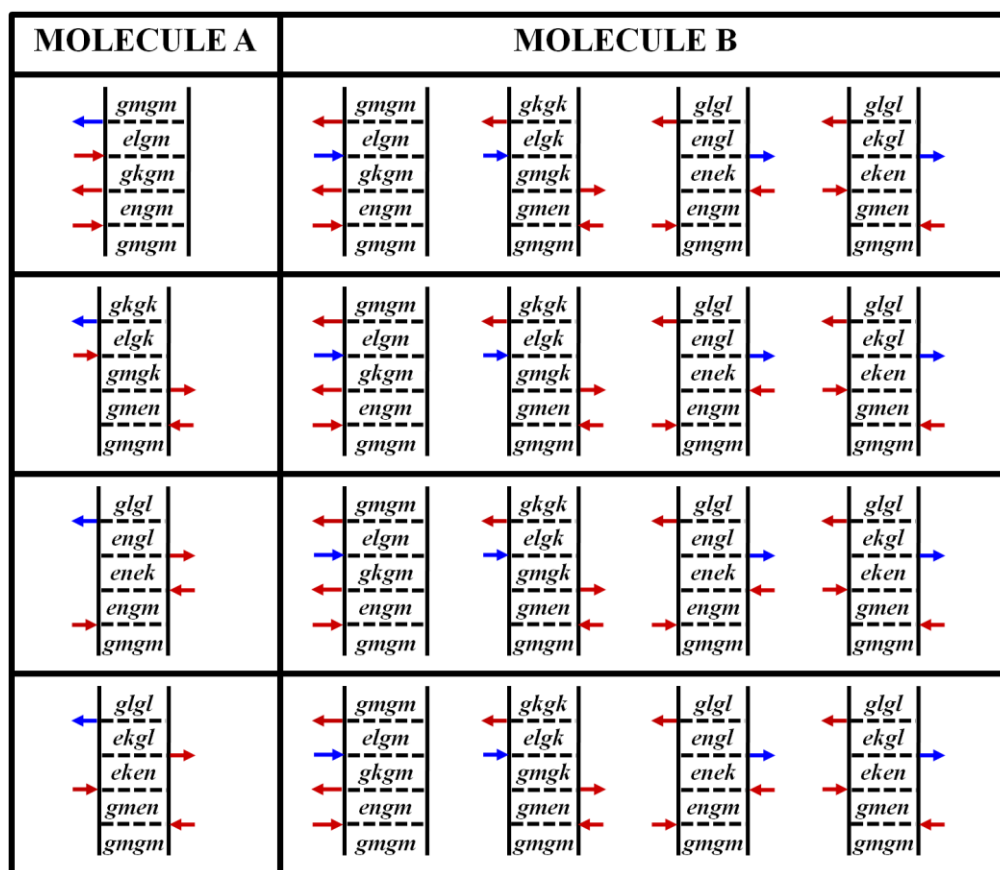 MOLECULE A MOLECULE B
gmgm gmgm gkgk glgl glgl
elgm elgm elgk engl ekgl
gkgm gkgm gmgk enek eken
engm engm gmen engm gmen
gmgm gmgm gmgm gmgm gmgm
gkgk gmgm gkgk glgl glgl
elgk elgm elgk engl ekgl
gmgk gkgm gmgk enek eken
gmen engm gmen engm gmen
gmgm gmgm gmgm gmgm gmgm
glgl gmgm gkgk glgl glgl
engl elgm elgk engl ekgl
enek gkgm gmgk enek eken
engm engm gmen engm gmen
gmgm gmgm gmgm gmgm gmgm
glgl gmgm gkgk glgl glgl
ekgl elgm elgk engl ekgl
eken gkgm gmgk enek eken
gmen engm gmen engm gmen
gmgm gmgm gmgm gmgm gmgm